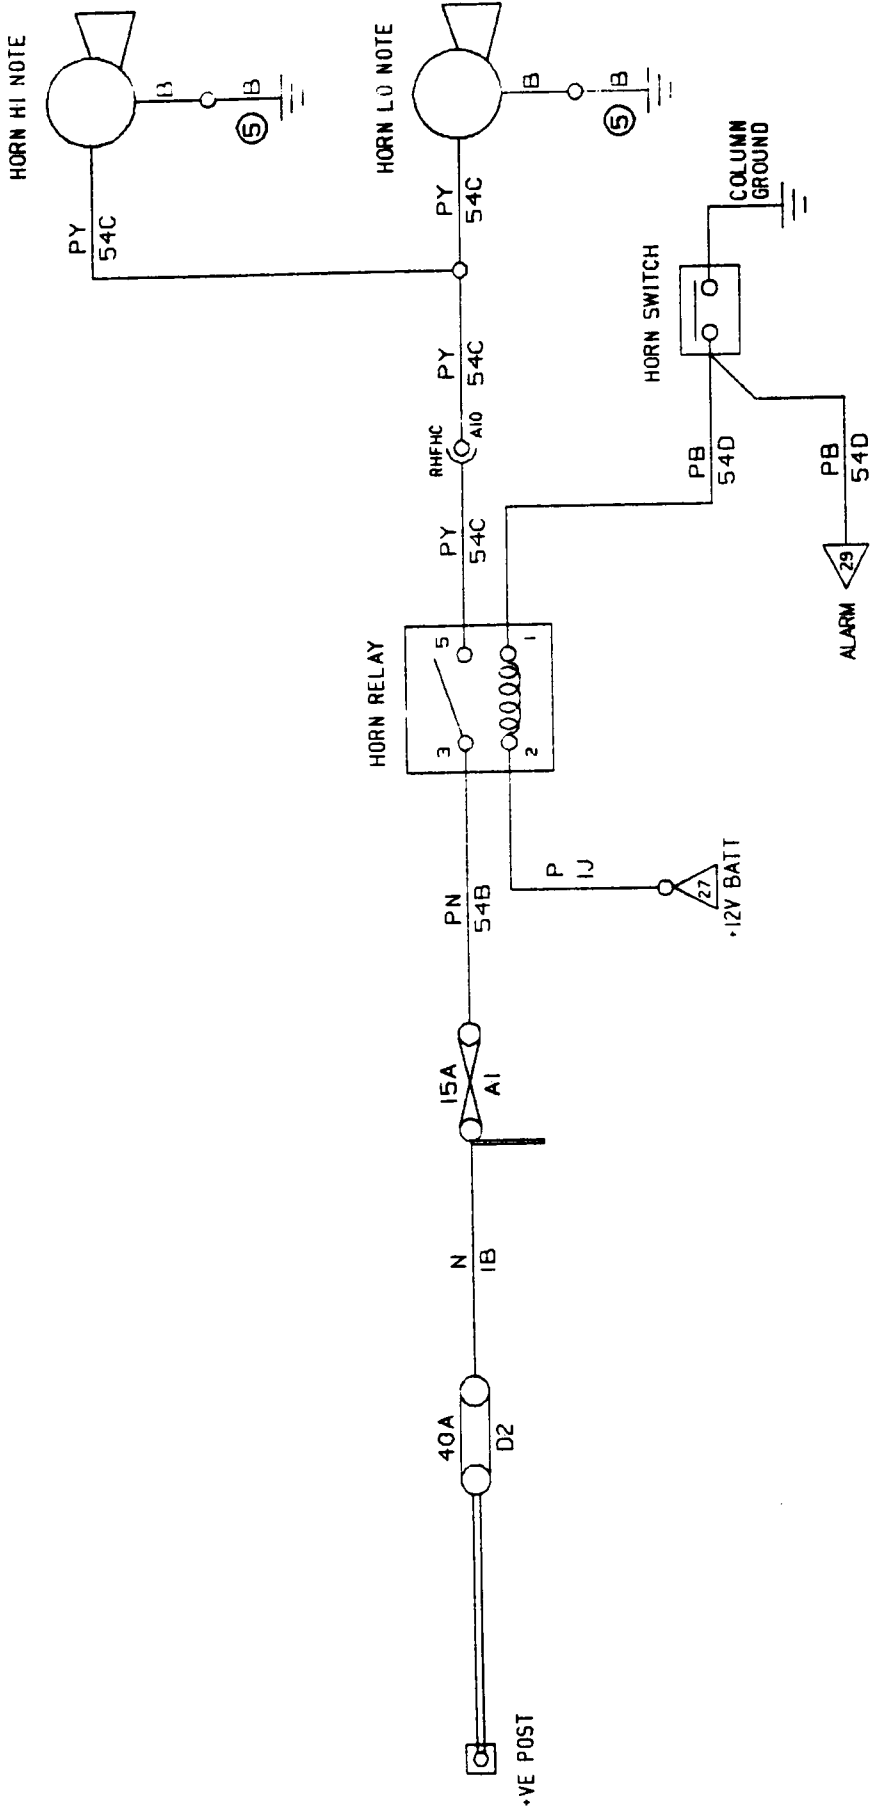 HORN HI NOTE
B
B
5
PY
54C
HORN LO NOTE
B
B
5
PY
54C
COLUMN
GROUND
HORN SWITCH
PY
54C
RHFHC
A10
PB
54D
PB
54D
29
ALARM
PY
54C
HORN RELAY
5
1
3
2
P
1J
27
+12V BATT
PN
54B
15A
A1
N
1B
40A
D2
+VE POST